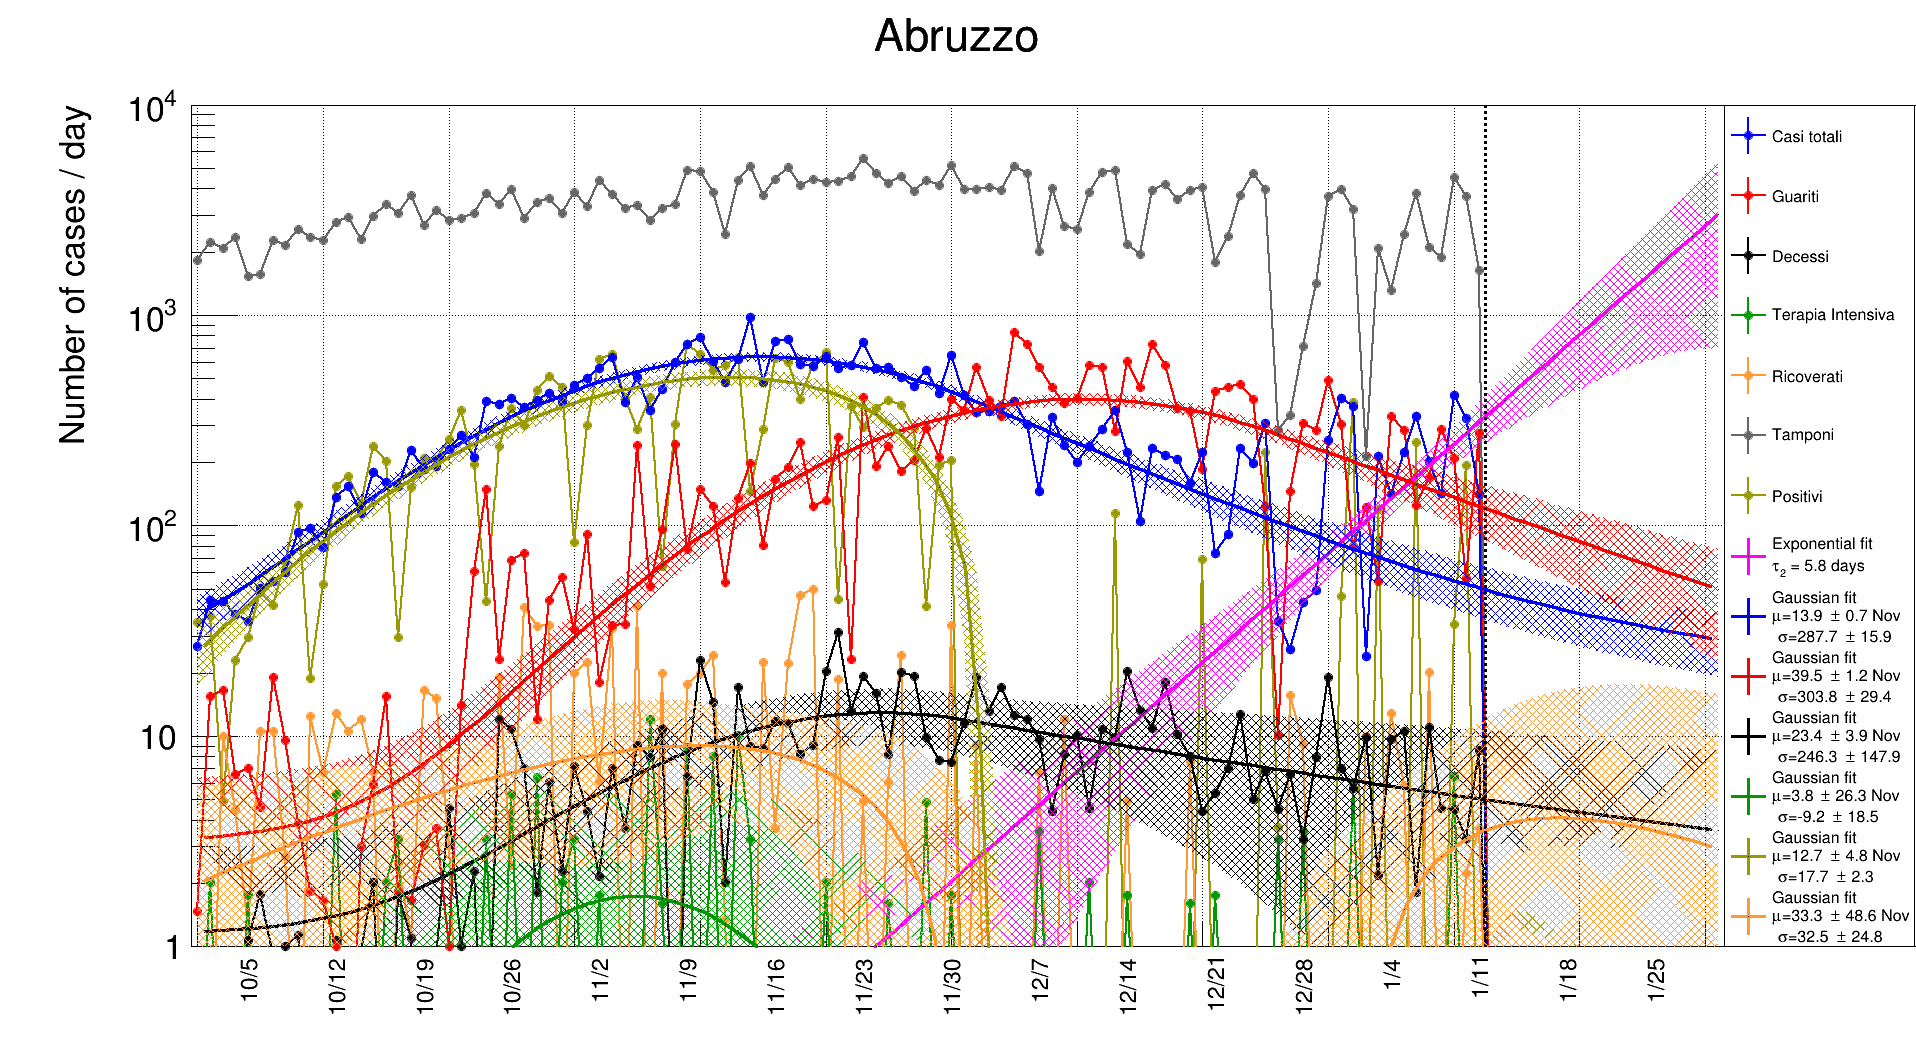 Abruzzo
Number of cases / day
10^4
10^3
10^2
10
1
10/5
10/12
10/19
10/26
11/2
11/9
11/16
11/23
11/30
12/7
12/14
12/21
12/28
1/4
1/11
1/18
1/25
Casi totali
Guariti
Decessi
Terapia Intensiva
Ricoverati
Tamponi
Positivi
Exponential fit
τ₂ = 5.8 days
Gaussian fit
μ=13.9 ± 0.7 Nov
σ=287.7 ± 15.9
Gaussian fit
μ=39.5 ± 1.2 Nov
σ=303.8 ± 29.4
Gaussian fit
μ=23.4 ± 3.9 Nov
σ=246.3 ± 147.9
Gaussian fit
μ=3.8 ± 26.3 Nov
σ=-9.2 ± 18.5
Gaussian fit
μ=12.7 ± 4.8 Nov
σ=17.7 ± 2.3
Gaussian fit
μ=33.3 ± 48.6 Nov
σ=32.5 ± 24.8